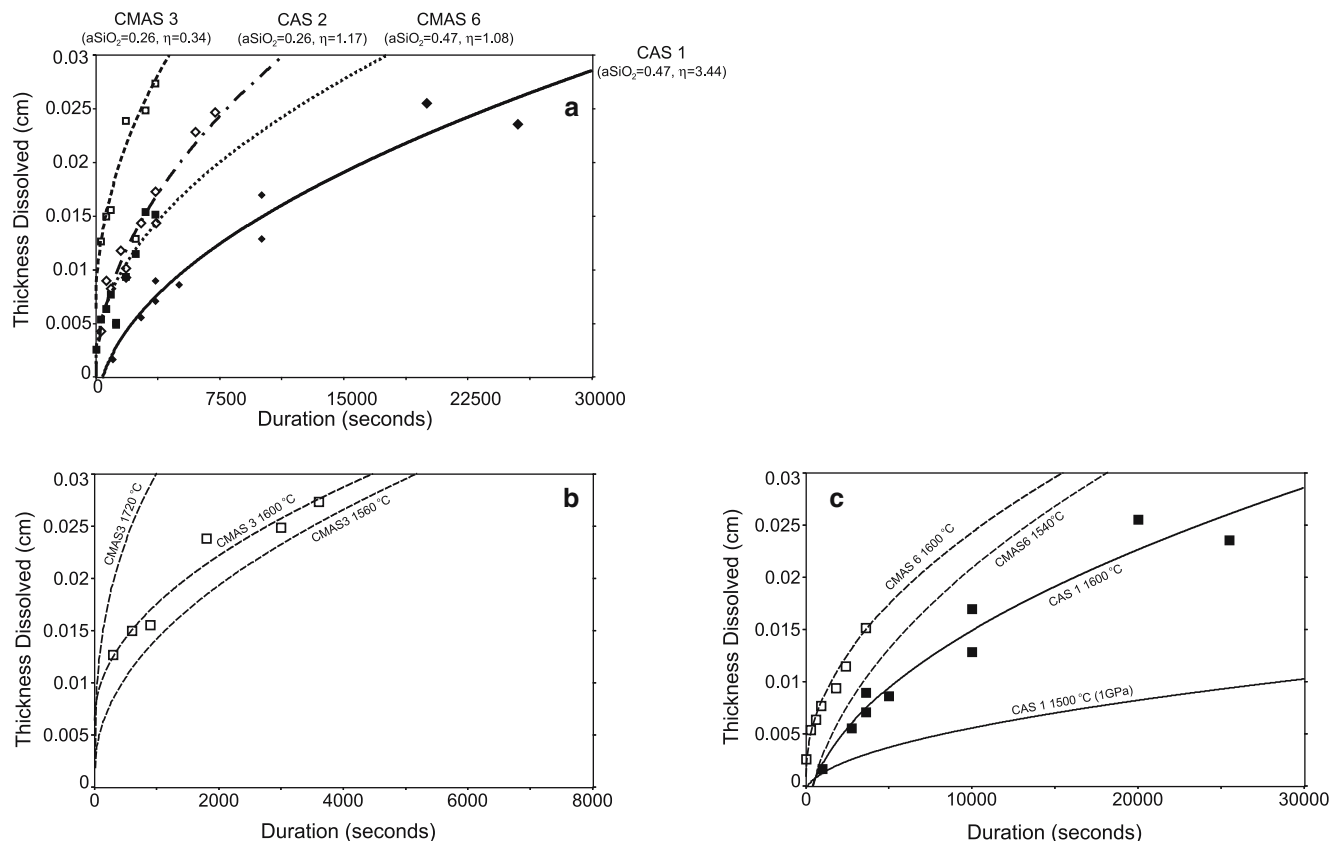 CMAS 3
(aSiO₂=0.26, η=0.34)
CAS 2
(aSiO₂=0.26, η=1.17)
CMAS 6
(aSiO₂=0.47, η=1.08)
CAS 1
(aSiO₂=0.47, η=3.44)
a
Thickness Dissolved (cm)
0.03
0.025
0.02
0.015
0.01
0.005
0
0
7500
15000
22500
30000
Duration (seconds)
b
Thickness Dissolved (cm)
0.03
0.025
0.02
0.015
0.01
0.005
0
CMAS3 1720 °C
CMAS 3 1600 °C
CMAS3 1560 °C
0
2000
4000
6000
8000
Duration (seconds)
c
Thickness Dissolved (cm)
0.03
0.025
0.02
0.015
0.01
0.005
0
CMAS 6 1600 °C
CMAS6 1540°C
CAS 1 1600 °C
CAS 1 1500 °C (1GPa)
0
10000
20000
30000
Duration (seconds)